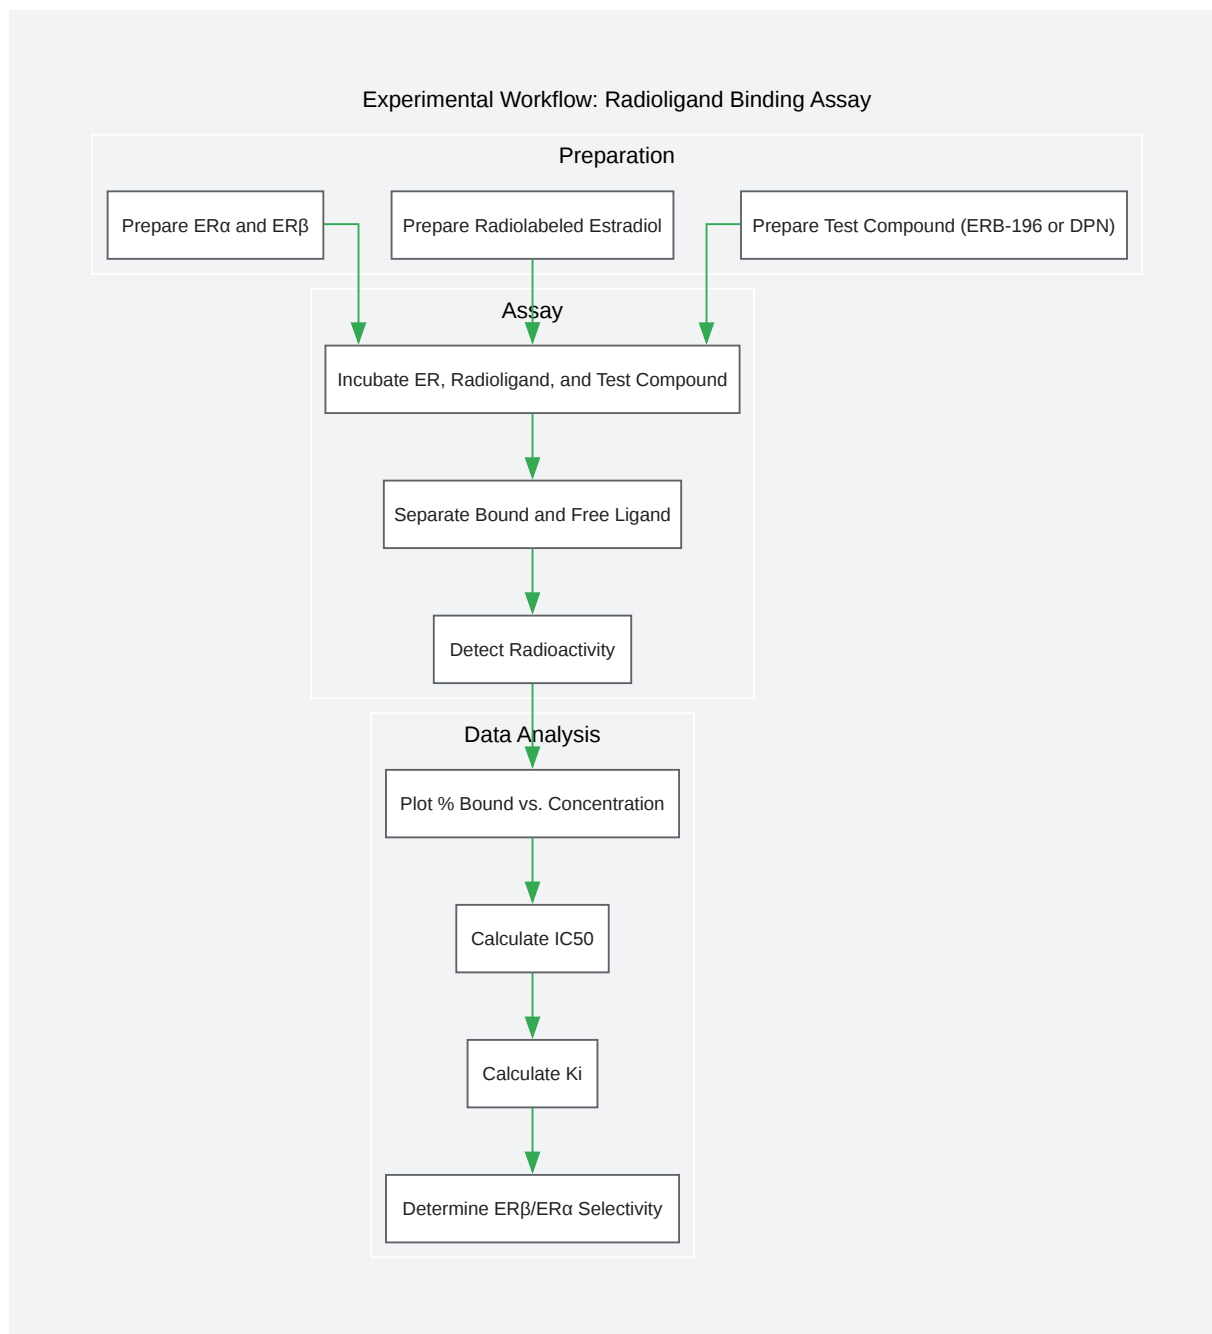 Experimental Workflow: Radioligand Binding Assay
Preparation
Prepare ERα and ERβ
Prepare Radiolabeled Estradiol
Prepare Test Compound (ERB-196 or DPN)
Assay
Incubate ER, Radioligand, and Test Compound
Separate Bound and Free Ligand
Detect Radioactivity
Data Analysis
Plot % Bound vs. Concentration
Calculate IC50
Calculate Ki
Determine ERβ/ERα Selectivity